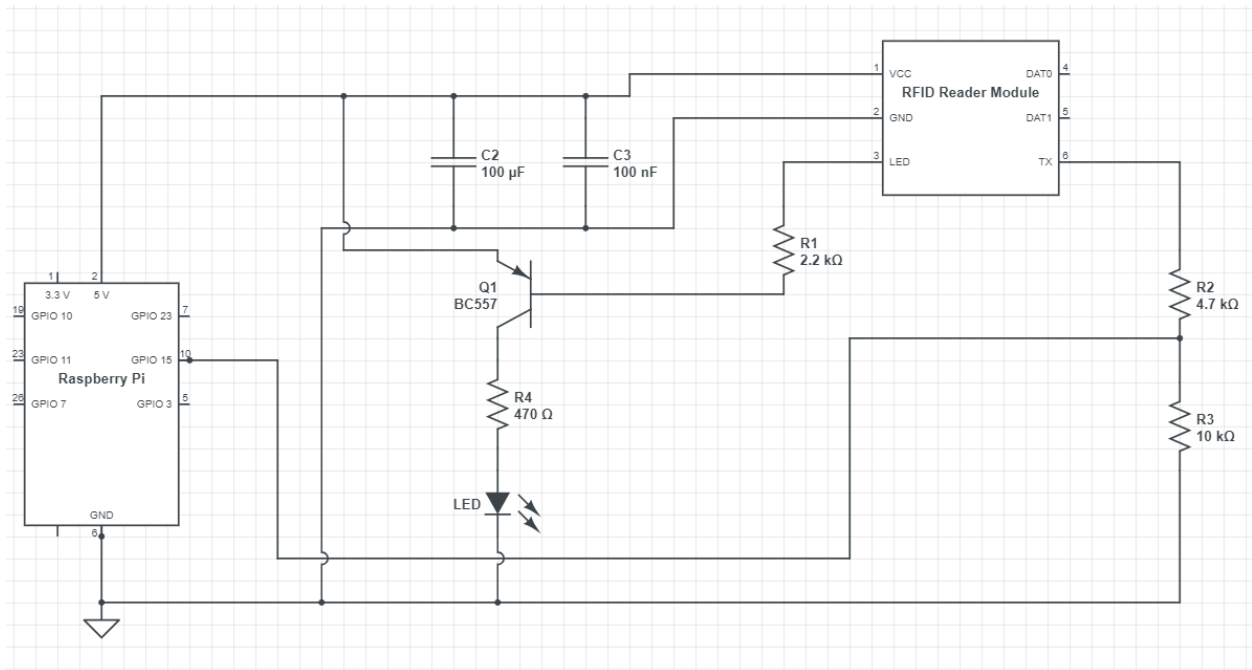 1
VCC
DAT0
4
RFID Reader Module
2
GND
DAT1
5
3
LED
TX
6
C2
100 µF
C3
100 nF
R1
2.2 kΩ
Q1
BC557
R2
4.7 kΩ
1
2
3.3 V
5 V
19
GPIO 10
GPIO 23
7
23
GPIO 11
GPIO 15
10
Raspberry Pi
26
GPIO 7
GPIO 3
5
R4
470 Ω
R3
10 kΩ
LED
GND
6